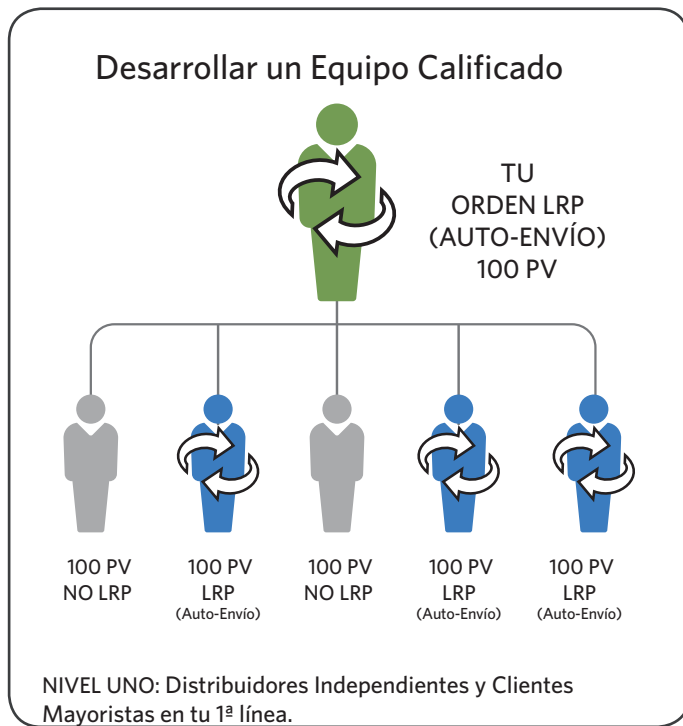 Desarrollar un Equipo Calificado
TU
ORDEN LRP
(AUTO-ENVÍO)
100 PV
100 PV
NO LRP
100 PV
LRP
(Auto-Envío)
100 PV
NO LRP
100 PV
LRP
(Auto-Envío)
100 PV
LRP
(Auto-Envío)
NIVEL UNO: Distribuidores Independientes y Clientes
Mayoristas en tu 1ª línea.